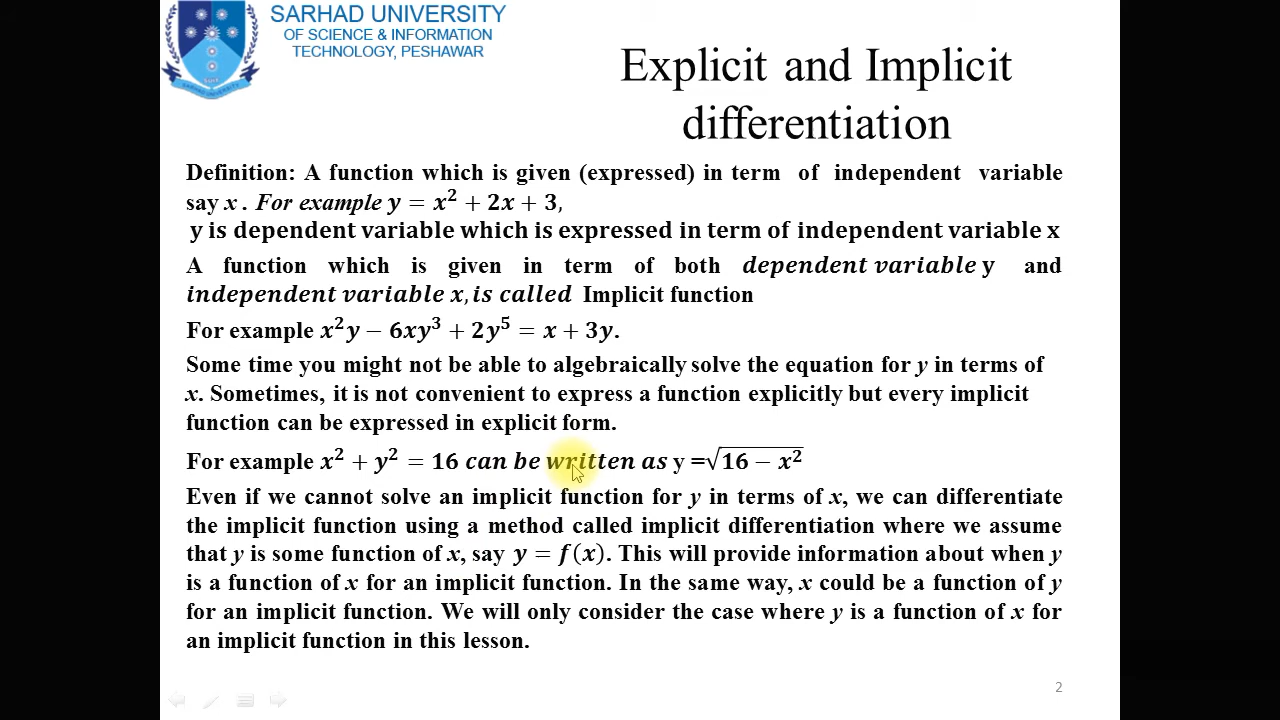 SARHAD UNIVERSITY
OF SCIENCE & INFORMATION
TECHNOLOGY, PESHAWAR
Explicit and Implicit
differentiation
Definition: A function which is given (expressed) in term of independent variable
say x . For example y = x² + 2x + 3,
y is dependent variable which is expressed in term of independent variable x
A function which is given in term of both dependent variable y and
independent variable x, is called Implicit function
For example x²y − 6xy³ + 2y⁵ = x + 3y.
Some time you might not be able to algebraically solve the equation for y in terms of
x. Sometimes, it is not convenient to express a function explicitly but every implicit
function can be expressed in explicit form.
For example x² + y² = 16 can be written as y =√16 − x²
Even if we cannot solve an implicit function for y in terms of x, we can differentiate
the implicit function using a method called implicit differentiation where we assume
that y is some function of x, say y = f(x). This will provide information about when y
is a function of x for an implicit function. In the same way, x could be a function of y
for an implicit function. We will only consider the case where y is a function of x for
an implicit function in this lesson.
2